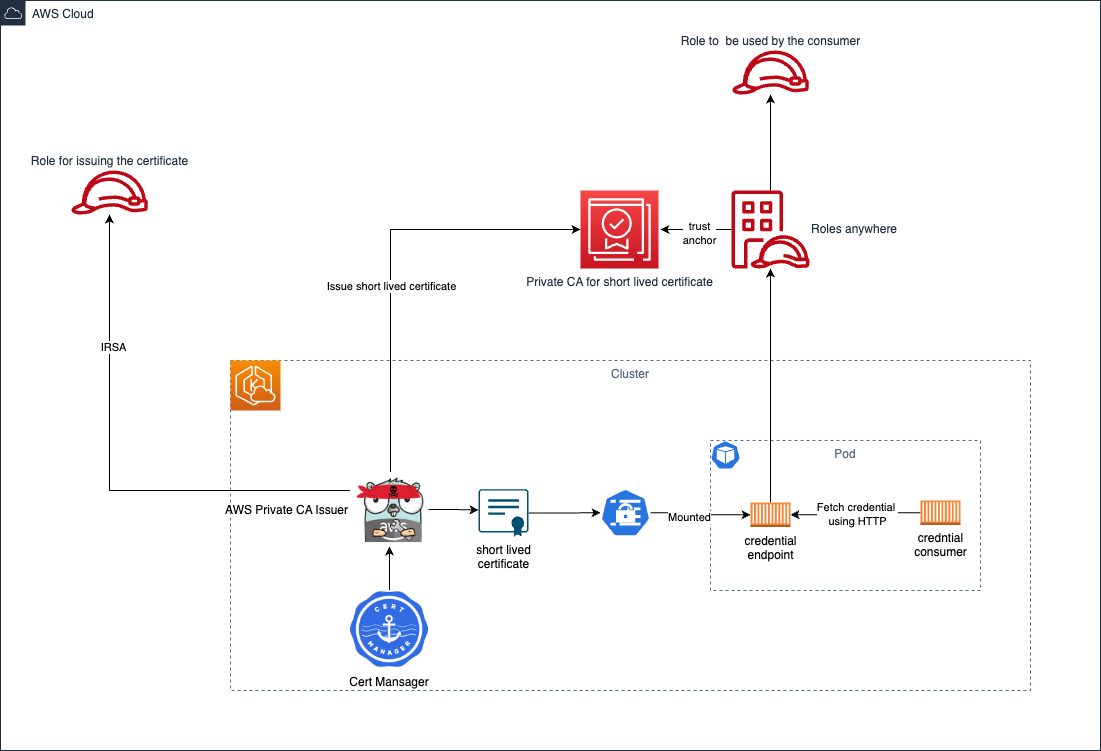 AWS Cloud
Role to be used by the consumer
Role for issuing the certificate
trust
anchor
Roles anywhere
Private CA for short lived certificate
Issue short lived certificate
IRSA
Cluster
Pod
AWS Private CA Issuer
aws
Mounted
Fetch credential
using HTTP
short lived
certificate
credential
endpoint
credntial
consumer
CERT
MANAGER
Cert Mansager